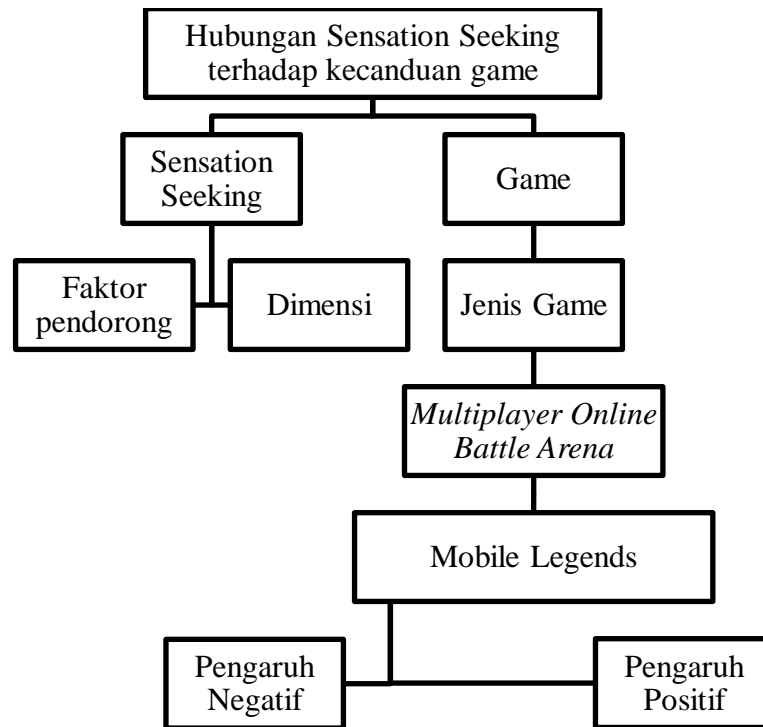 Hubungan Sensation Seeking
terhadap kecanduan game
Sensation
Seeking
Game
Faktor
pendorong
Dimensi
Jenis Game
Multiplayer Online
Battle Arena
Mobile Legends
Pengaruh
Negatif
Pengaruh
Positif